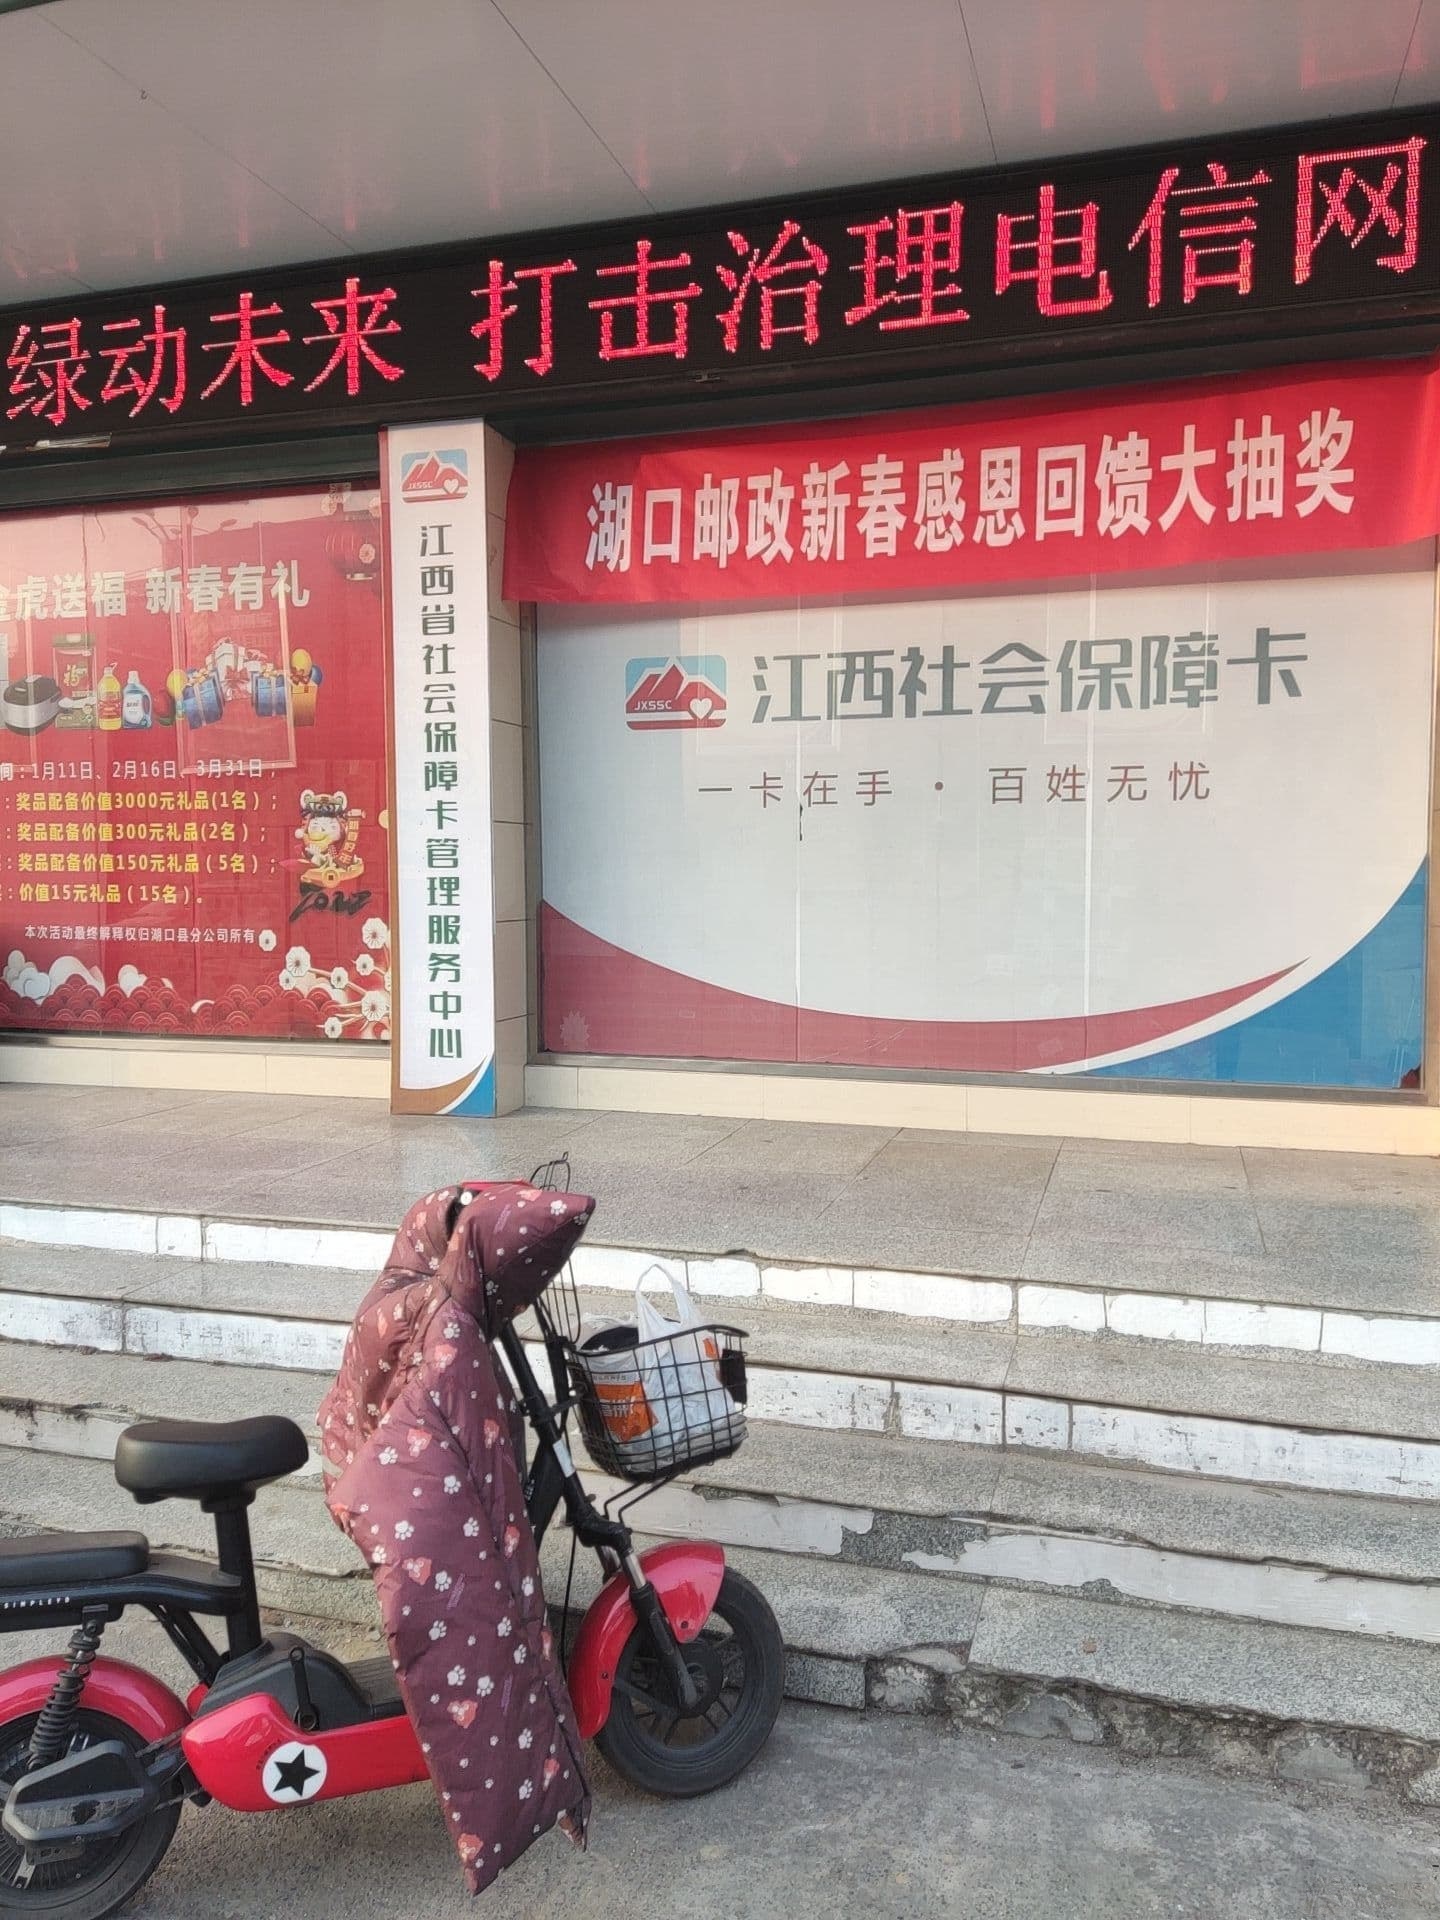 绿动未来 打击治理电信网
湖口邮政新春感恩回馈大抽奖
JXSSC
江西省社会保障卡管理服务中心
JXSSC 江西社会保障卡
一卡在手·百姓无忧
虎送福 新春有礼
福
间：1月11日、2月16日、3月31日；
：奖品配备价值3000元礼品(1名）；
：奖品配备价值300元礼品(2名）；
：奖品配备价值150元礼品（5名）；
：价值15元礼品（15名）。
2022
本次活动最终解释权归湖口县分公司所有
SIMPLEYD